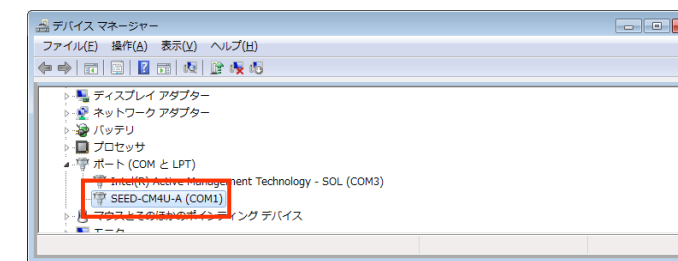 デバイス マネージャー
ファイル(F) 操作(A) 表示(V) ヘルプ(H)
ディスプレイ アダプター
ネットワーク アダプター
バッテリ
プロセッサ
ポート (COM と LPT)
Intel(R) Active Management Technology - SOL (COM3)
SEED-CM4U-A (COM1)
マウスとそのほかのポインティング デバイス
モニター